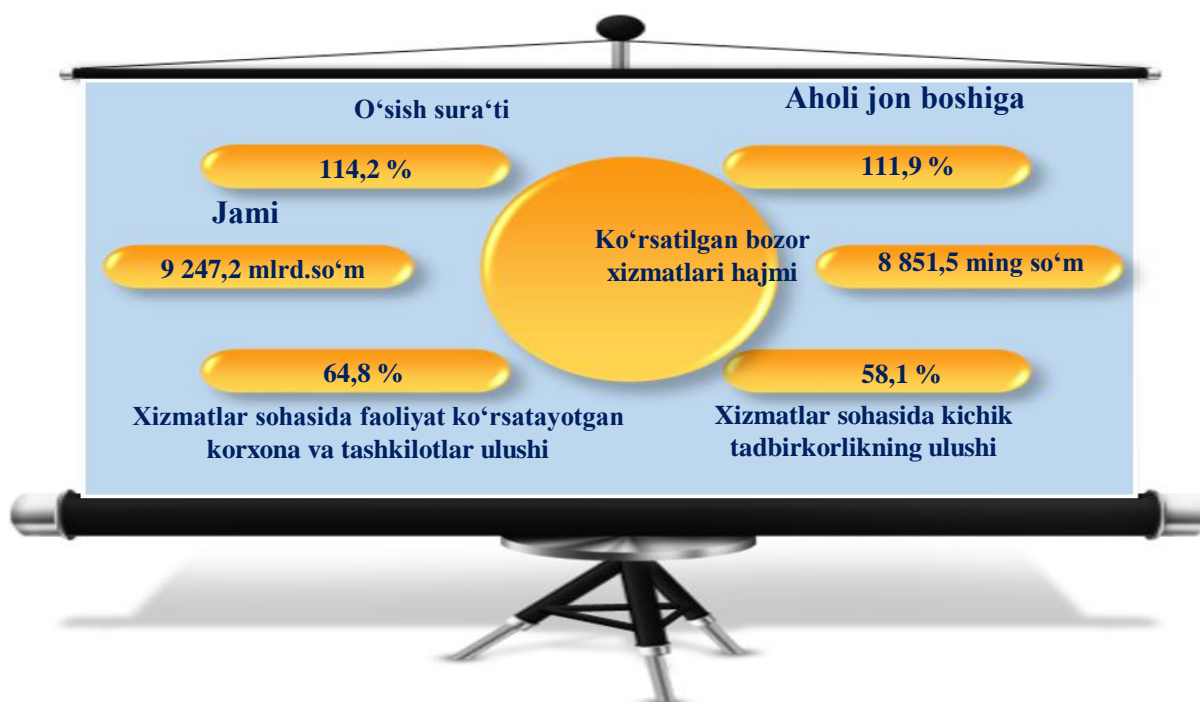 O‘sish sura‘ti
Aholi jon boshiga
114,2 %
111,9 %
Jami
Ko‘rsatilgan bozor
xizmatlari hajmi
9 247,2 mlrd.so‘m
8 851,5 ming so‘m
64,8 %
58,1 %
Xizmatlar sohasida faoliyat ko‘rsatayotgan
korxona va tashkilotlar ulushi
Xizmatlar sohasida kichik
tadbirkorlikning ulushi